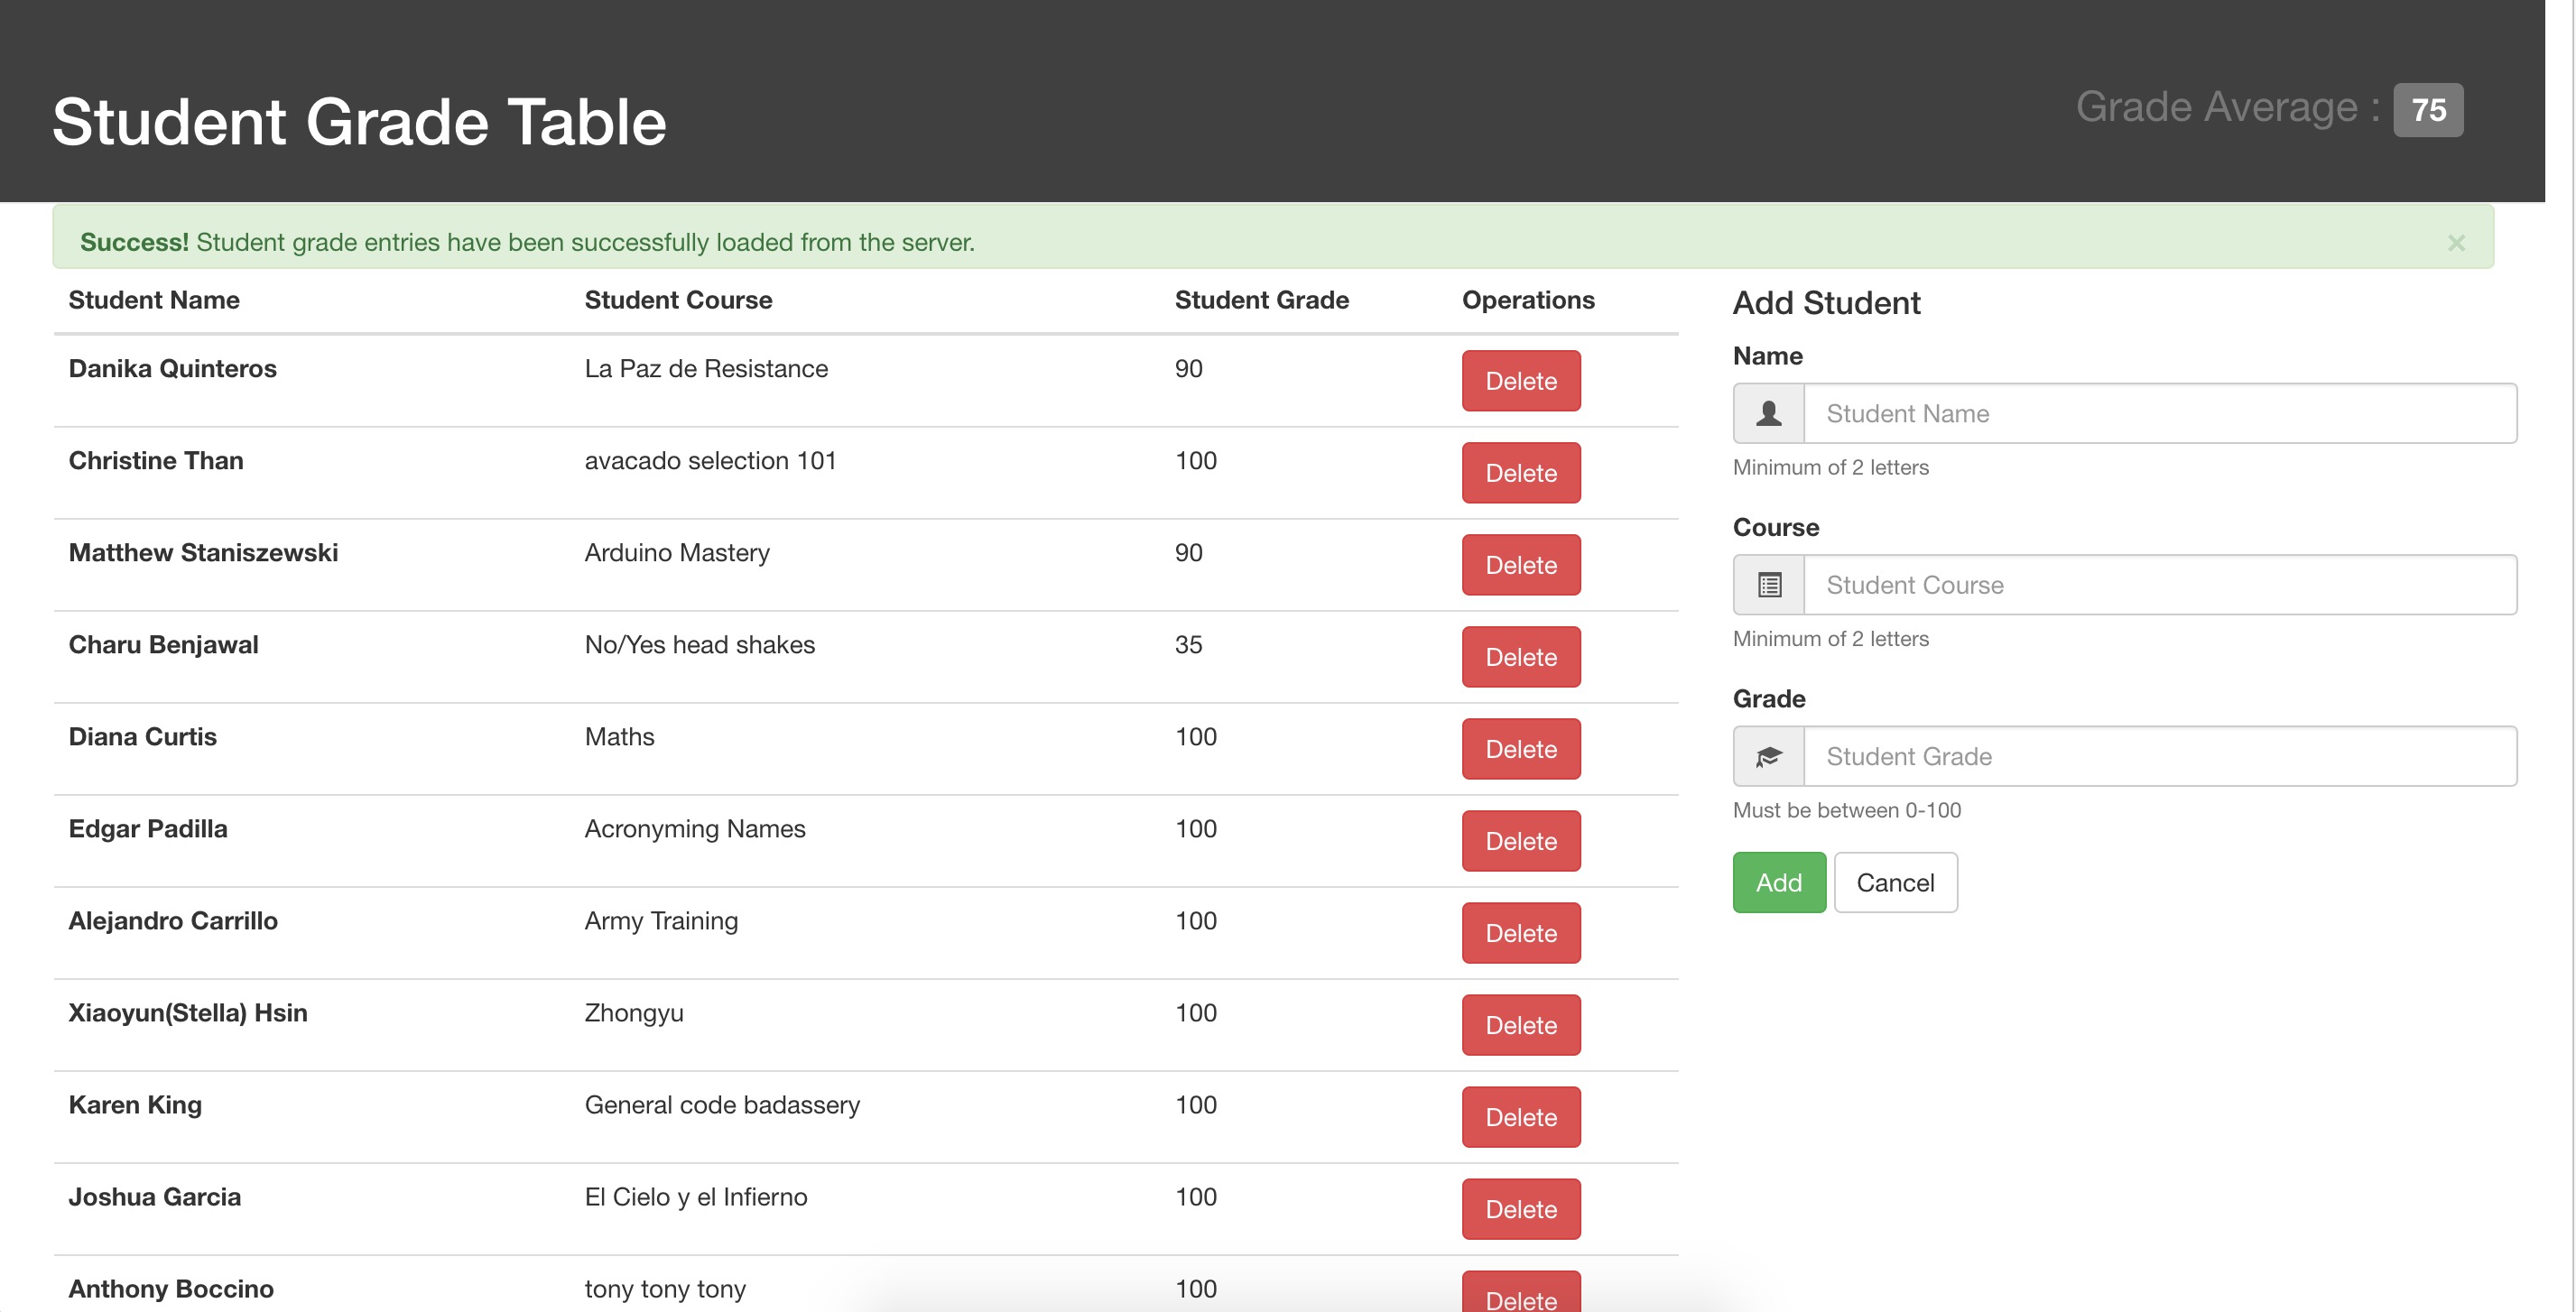 Student Grade Table
Grade Average : 75
Success! Student grade entries have been successfully loaded from the server. ×
Student Name Student Course Student Grade Operations
Danika Quinteros La Paz de Resistance 90 Delete
Christine Than avacado selection 101 100 Delete
Matthew Staniszewski Arduino Mastery 90 Delete
Charu Benjawal No/Yes head shakes 35 Delete
Diana Curtis Maths 100 Delete
Edgar Padilla Acronyming Names 100 Delete
Alejandro Carrillo Army Training 100 Delete
Xiaoyun(Stella) Hsin Zhongyu 100 Delete
Karen King General code badassery 100 Delete
Joshua Garcia El Cielo y el Infierno 100 Delete
Anthony Boccino tony tony tony 100 Delete
Add Student
Name
Student Name
Minimum of 2 letters
Course
Student Course
Minimum of 2 letters
Grade
Student Grade
Must be between 0-100
Add Cancel